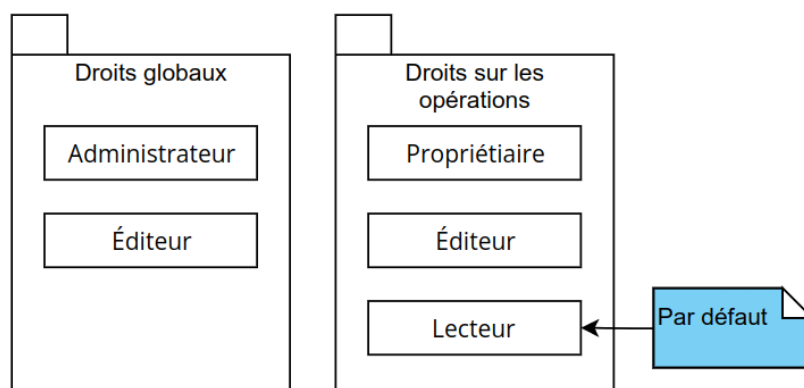 Droits globaux
Administrateur
Éditeur
Droits sur les
opérations
Propriétiaire
Éditeur
Lecteur
Par défaut